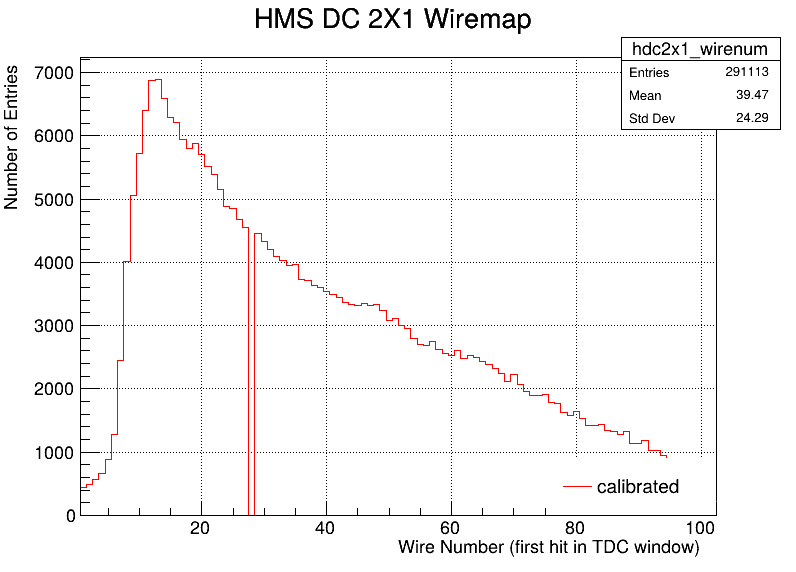 HMS DC 2X1 Wiremap
hdc2x1_wirenum
Entries 291113
Mean 39.47
Std Dev 24.29
Number of Entries
7000
6000
5000
4000
3000
2000
1000
0
20 40 60 80 100
Wire Number (first hit in TDC window)
calibrated